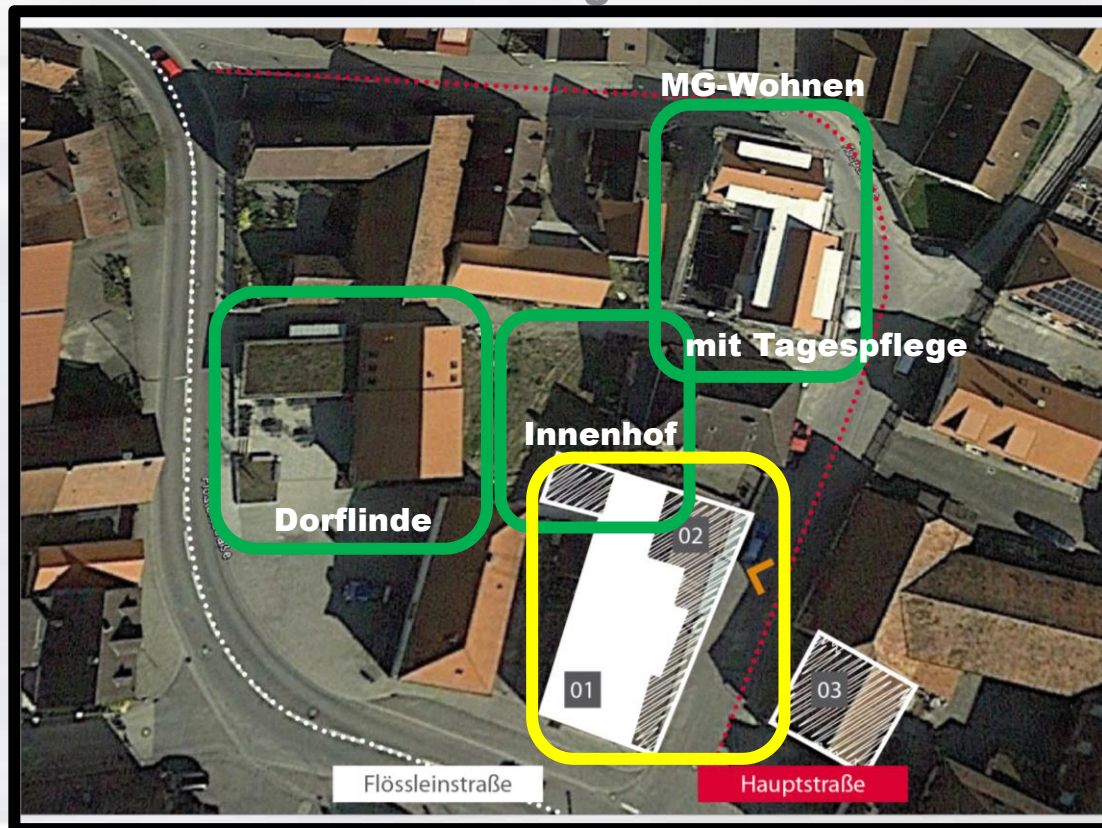 MG-Wohnen
mit Tagespflege
Innenhof
Dorflinde
02
01
03
Flössleinstraße
Hauptstraße